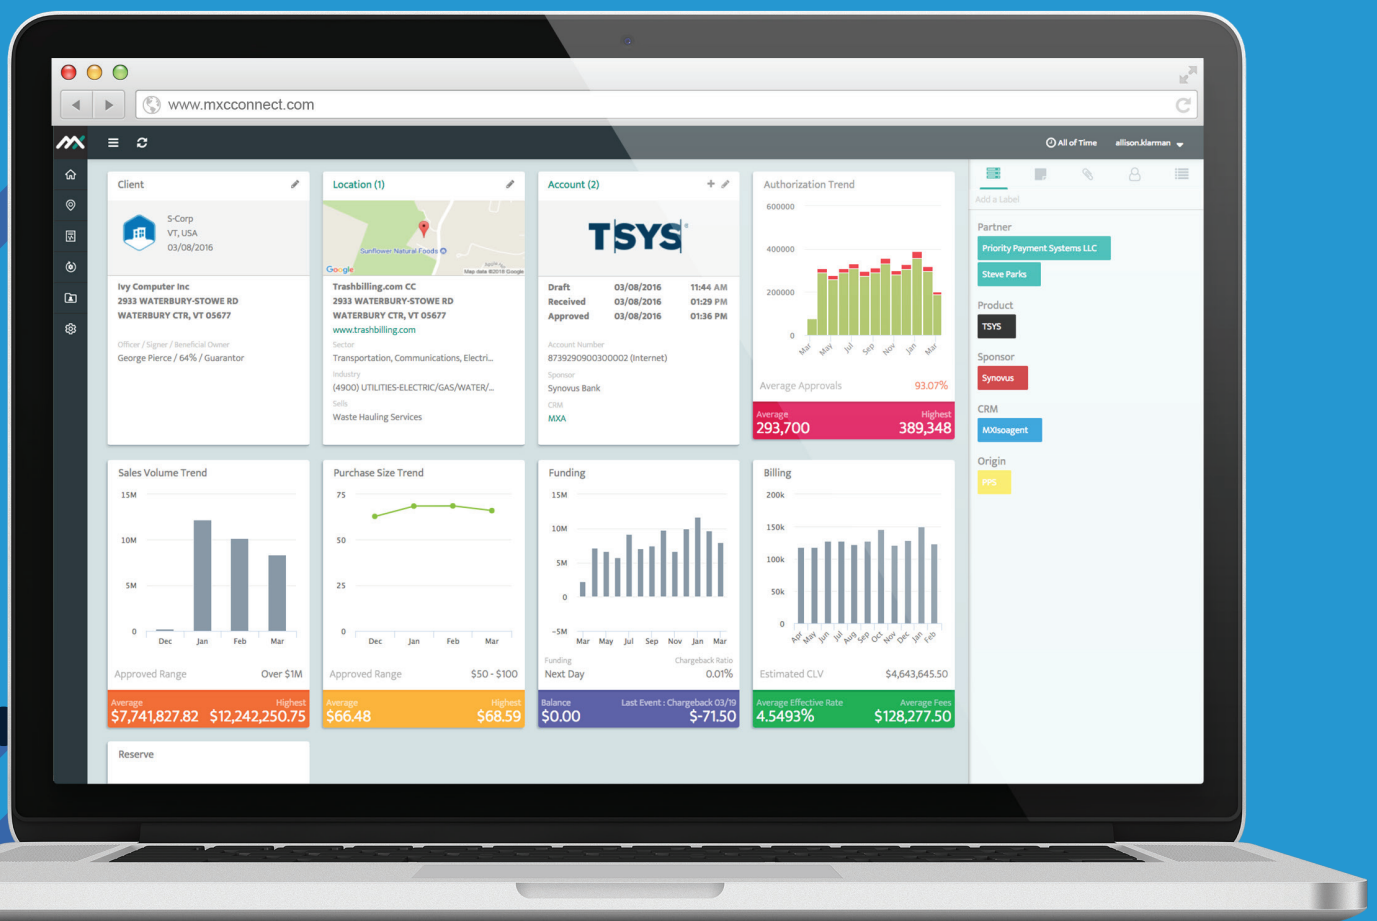 www.mxcconnect.com
All of Time allison.klarman
Client
S-Corp
VT, USA
03/08/2016
Ivy Computer Inc
2933 WATERBURY-STOWE RD
WATERBURY CTR, VT 05677
Officer / Signer / Beneficial Owner
George Pierce / 64% / Guarantor
Location (1)
Sunflower Natural Foods
Google
Map data ©2018 Google
Trashbilling.com CC
2933 WATERBURY-STOWE RD
WATERBURY CTR, VT 05677
www.trashbilling.com
Sector
Transportation, Communications, Electri...
Industry
(4900) UTILITIES-ELECTRIC/GAS/WATER/...
Sells
Waste Hauling Services
Account (2)
TSYS
Draft 03/08/2016 11:44 AM
Received 03/08/2016 01:29 PM
Approved 03/08/2016 01:36 PM
Account Number
8739290900300002 (Internet)
Sponsor
Synovus Bank
CRM
MXA
Authorization Trend
600000
400000
200000
0
Mar May Jul Sep Nov Jan Mar
Average Approvals 93.07%
Average Highest
293,700 389,348
Add a Label
Partner
Priority Payment Systems LLC
Steve Parks
Product
TSYS
Sponsor
Synovus
CRM
MXIsoagent
Origin
PPS
Sales Volume Trend
15M
10M
5M
0
Dec Jan Feb Mar
Approved Range Over $1M
Average Highest
$7,741,827.82 $12,242,250.75
Purchase Size Trend
75
50
25
0
Dec Jan Feb Mar
Approved Range $50 - $100
Average Highest
$66.48 $68.59
Funding
15M
10M
5M
0
-5M
Mar May Jul Sep Nov Jan Mar
Funding Chargeback Ratio
Next Day 0.01%
Balance Last Event : Chargeback 03/19
$0.00 $-71.50
Billing
200k
150k
100k
50k
0
Apr May Jun Jul Aug Sep Oct Nov Dec Jan Feb
Estimated CLV $4,643,645.50
Average Effective Rate Average Fees
4.5493% $128,277.50
Reserve